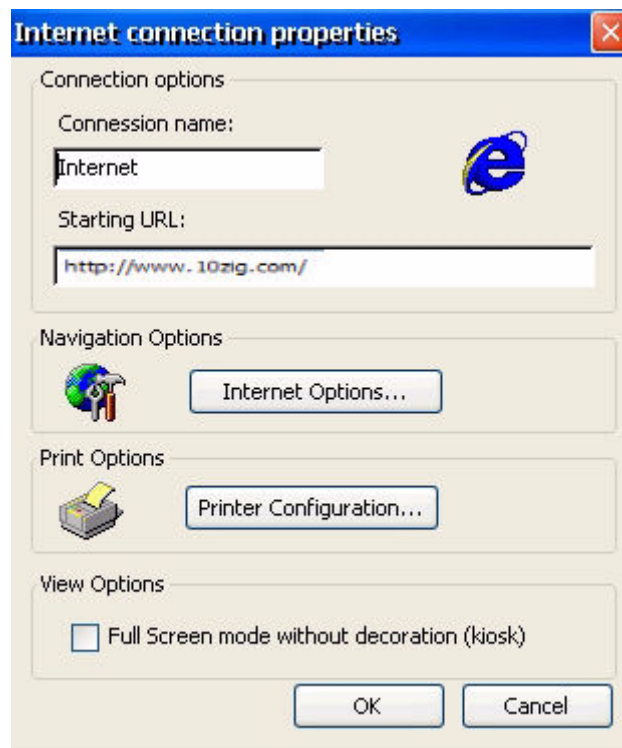 Internet connection properties
Connection options
Connession name:
Internet
Starting URL:
http://www.10zig.com/
Navigation Options
Internet Options...
Print Options
Printer Configuration...
View Options
Full Screen mode without decoration (kiosk)
OK Cancel